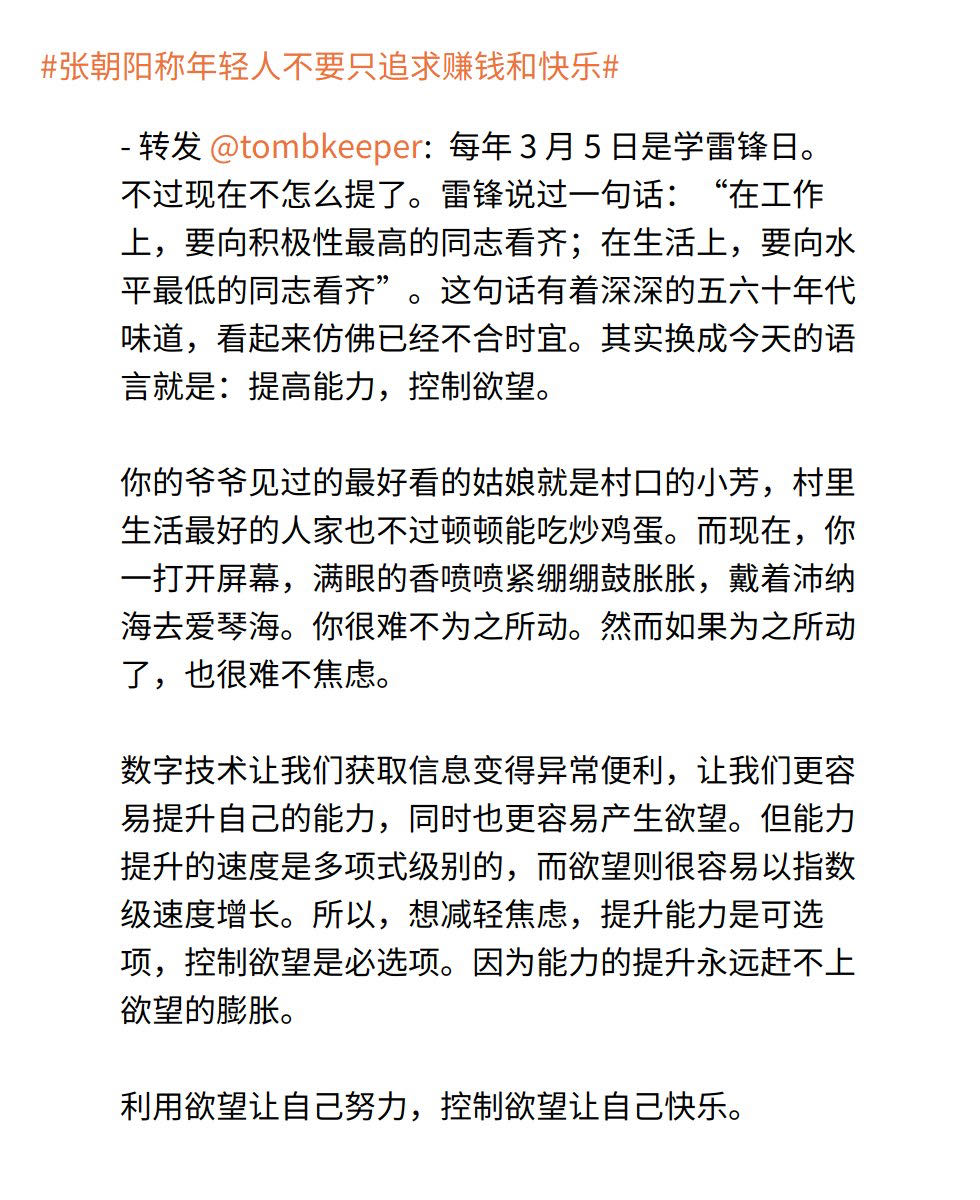 #张朝阳称年轻人不要只追求赚钱和快乐#
- 转发 @tombkeeper: 每年 3 月 5 日是学雷锋日。
不过现在不怎么提了。雷锋说过一句话：“在工作
上，要向积极性最高的同志看齐；在生活上，要向水
平最低的同志看齐”。这句话有着深深的五六十年代
味道，看起来仿佛已经不合时宜。其实换成今天的语
言就是：提高能力，控制欲望。
你的爷爷见过的最好看的姑娘就是村口的小芳，村里
生活最好的人家也不过顿顿能吃炒鸡蛋。而现在，你
一打开屏幕，满眼的香喷喷紧绷绷鼓胀胀，戴着沛纳
海去爱琴海。你很难不为之所动。然而如果为之所动
了，也很难不焦虑。
数字技术让我们获取信息变得异常便利，让我们更容
易提升自己的能力，同时也更容易产生欲望。但能力
提升的速度是多项式级别的，而欲望则很容易以指数
级速度增长。所以，想减轻焦虑，提升能力是可选
项，控制欲望是必选项。因为能力的提升永远赶不上
欲望的膨胀。
利用欲望让自己努力，控制欲望让自己快乐。